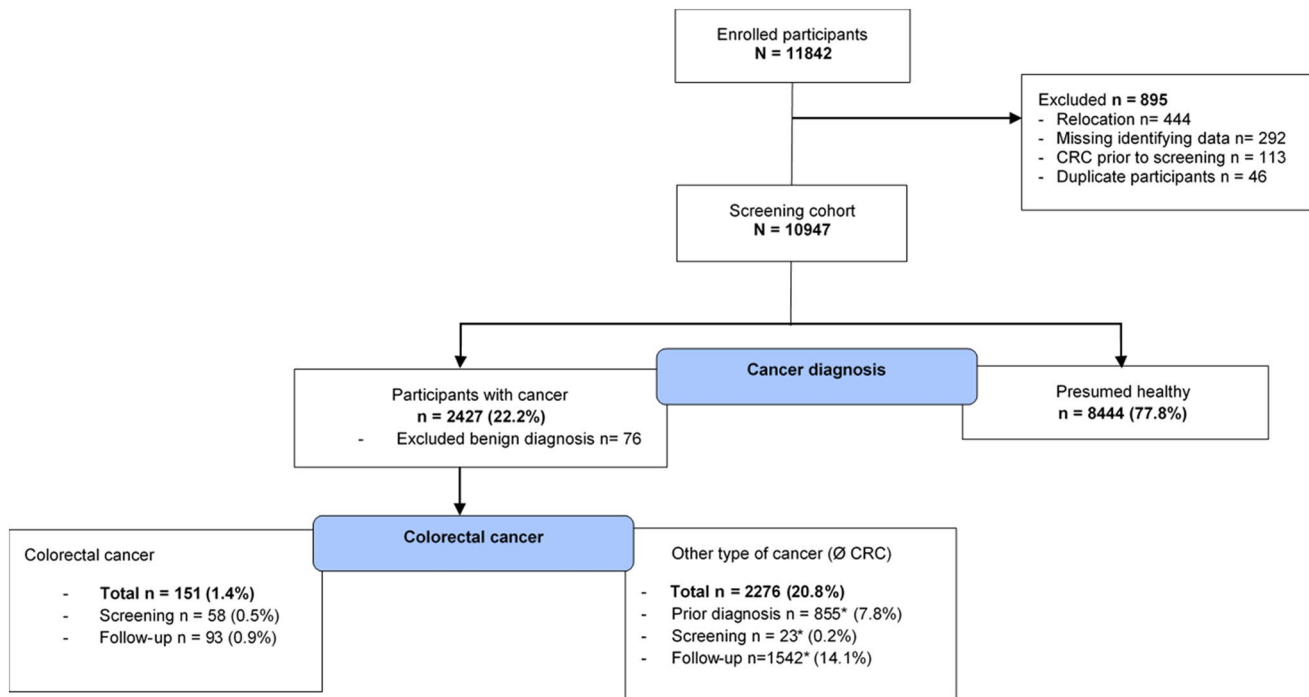 Enrolled participants
N = 11842
Excluded n = 895
- Relocation n= 444
- Missing identifying data n= 292
- CRC prior to screening n = 113
- Duplicate participants n = 46
Screening cohort
N = 10947
Cancer diagnosis
Participants with cancer
n = 2427 (22.2%)
- Excluded benign diagnosis n= 76
Presumed healthy
n = 8444 (77.8%)
Colorectal cancer
Colorectal cancer
- Total n = 151 (1.4%)
- Screening n = 58 (0.5%)
- Follow-up n = 93 (0.9%)
Other type of cancer (Ø CRC)
- Total n = 2276 (20.8%)
- Prior diagnosis n = 855* (7.8%)
- Screening n = 23* (0.2%)
- Follow-up n=1542* (14.1%)